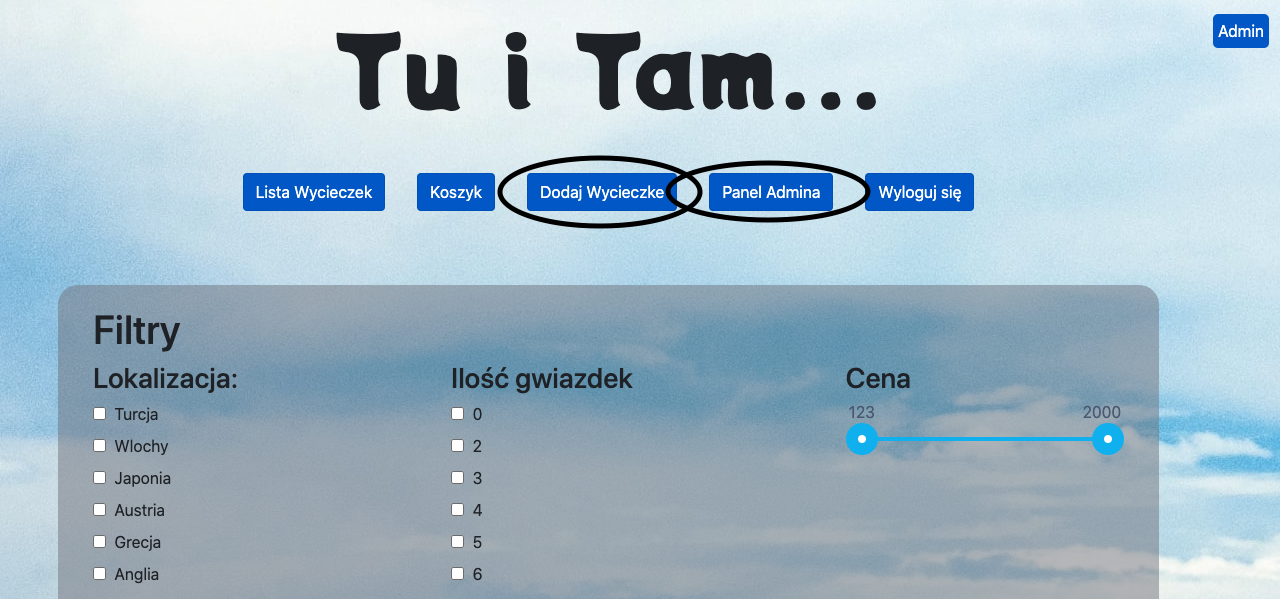 Admin
Tu i Tam...
Lista Wycieczek Koszyk Dodaj Wycieczke Panel Admina Wyloguj się
Filtry
Lokalizacja: Ilość gwiazdek Cena
Turcja 0 123 2000
Wlochy 2
Japonia 3
Austria 4
Grecja 5
Anglia 6